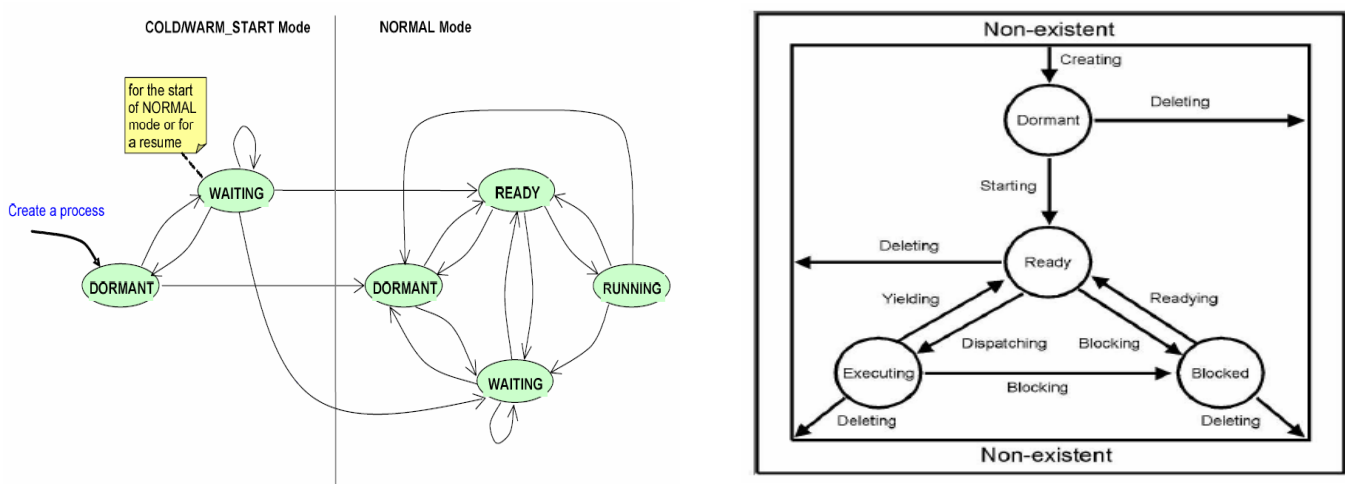 COLD/WARM_START Mode
NORMAL Mode
for the start
of NORMAL
mode or for
a resume
WAITING
READY
Create a process
DORMANT
DORMANT
RUNNING
WAITING
Non-existent
Creating
Dormant
Deleting
Starting
Deleting
Ready
Yielding
Readying
Dispatching
Blocking
Executing
Blocked
Blocking
Deleting
Deleting
Non-existent